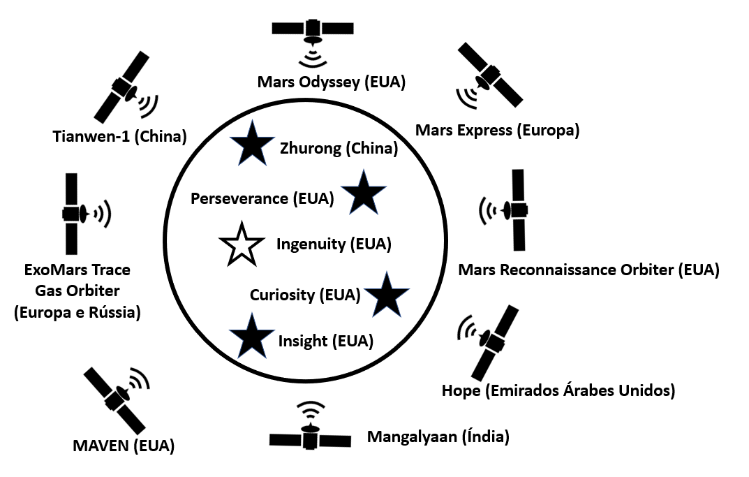 Mars Odyssey (EUA)
Tianwen-1 (China)
Mars Express (Europa)
Zhurong (China)
Perseverance (EUA)
Ingenuity (EUA)
ExoMars Trace
Gas Orbiter
(Europa e Rússia)
Mars Reconnaissance Orbiter (EUA)
Curiosity (EUA)
Insight (EUA)
Hope (Emirados Árabes Unidos)
MAVEN (EUA)
Mangalyaan (Índia)